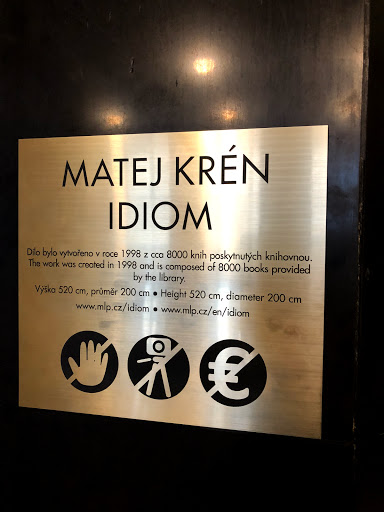 MATEJ KRÉN
IDIOM
Dílo bylo vytvořeno v roce 1998 z cca 8000 knih poskytnutých knihovnou.
The work was created in 1998 and is composed of 8000 books provided
by the library.
Výška 520 cm, průměr 200 cm • Height 520 cm, diameter 200 cm
www.mlp.cz/idiom • www.mlp.cz/en/idiom
€